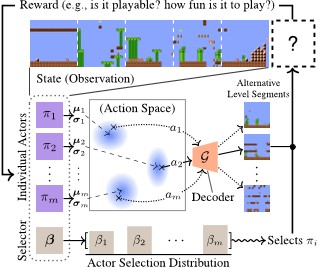 Reward (e.g., is it playable? how fun is it to play?)
?
State (Observation)
Individual Actors
π₁
μ₁
σ₁
π₂
μ₂
σ₂
πₘ
μₘ
σₘ
(Action Space)
a₁
a₂
aₘ
𝒢
Decoder
Alternative
Level Segments
Selector
β
β₁
β₂
···
βₘ
Selects πᵢ
Actor Selection Distribution